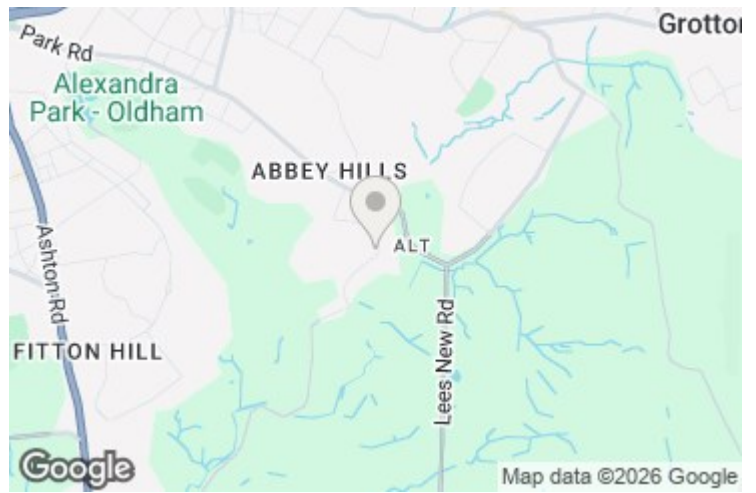 Grotton
Park Rd
Alexandra
Park - Oldham
ABBEY HILLS
ALT
Ashton Rd
FITTON HILL
Lees New Rd
Google
Map data ©2026 Google